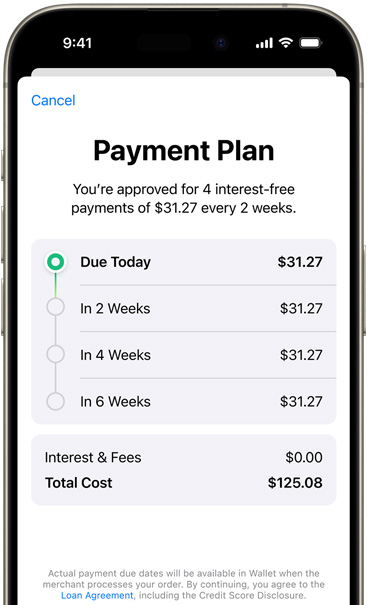 9:41
Cancel
Payment Plan
You're approved for 4 interest-free
payments of $31.27 every 2 weeks.
Due Today $31.27
In 2 Weeks $31.27
In 4 Weeks $31.27
In 6 Weeks $31.27
Interest & Fees $0.00
Total Cost $125.08
Actual payment due dates will be available in Wallet when the
merchant processes your order. By continuing, you agree to the
Loan Agreement, including the Credit Score Disclosure.